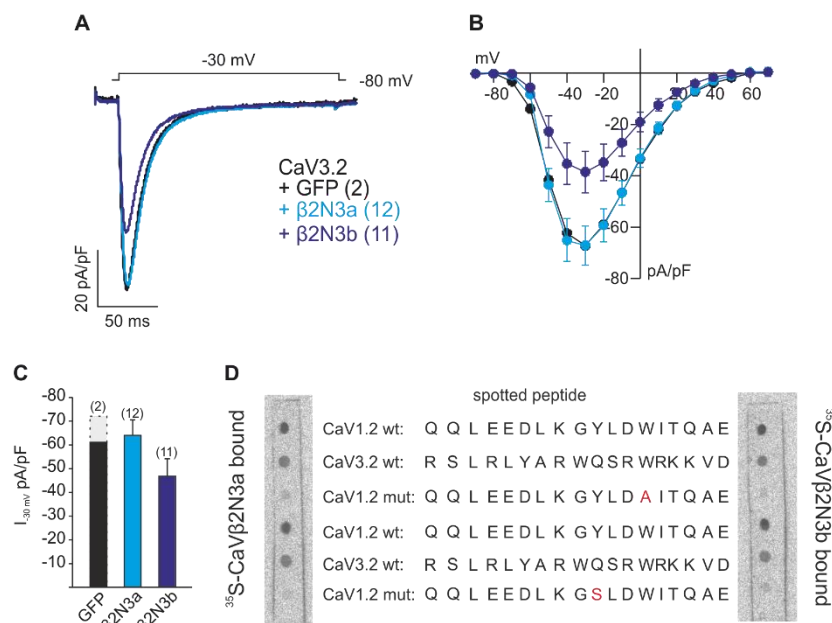 A
-30 mV
-80 mV
CaV3.2
+ GFP (2)
+ β2N3a (12)
+ β2N3b (11)
20 pA/pF
50 ms
B
mV
-80 -40 0 20 40 60
-20
-40
-60
-80
pA/pF
C
I-30 mV pA/pF
-80
-70
-60
-50
-40
-30
-20
-10
(2)
(12)
(11)
GFP
β2N3a
β2N3b
D
spotted peptide
³⁵S-CaVβ2N3a bound
CaV1.2 wt: Q Q L E E D L K G Y L D W I T Q A E
CaV3.2 wt: R S L R L Y A R W Q S R W R K K V D
CaV1.2 mut: Q Q L E E D L K G Y L D A I T Q A E
CaV1.2 wt: Q Q L E E D L K G Y L D W I T Q A E
CaV3.2 wt: R S L R L Y A R W Q S R W R K K V D
CaV1.2 mut: Q Q L E E D L K G S L D W I T Q A E
³⁵S-CaVβ2N3b bound